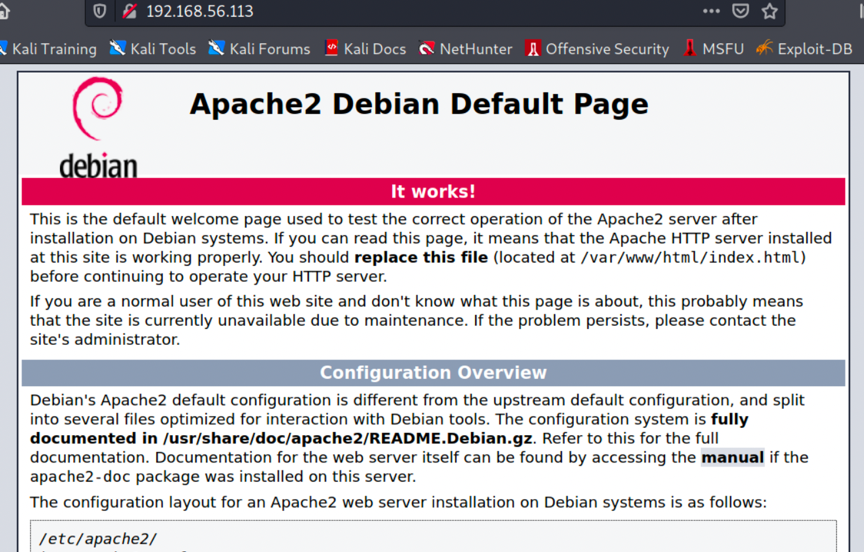 192.168.56.113
Kali Training Kali Tools Kali Forums Kali Docs NetHunter Offensive Security MSFU Exploit-DB
debian
Apache2 Debian Default Page
It works!
This is the default welcome page used to test the correct operation of the Apache2 server after
installation on Debian systems. If you can read this page, it means that the Apache HTTP server installed
at this site is working properly. You should replace this file (located at /var/www/html/index.html)
before continuing to operate your HTTP server.
If you are a normal user of this web site and don't know what this page is about, this probably means
that the site is currently unavailable due to maintenance. If the problem persists, please contact the
site's administrator.
Configuration Overview
Debian's Apache2 default configuration is different from the upstream default configuration, and split
into several files optimized for interaction with Debian tools. The configuration system is fully
documented in /usr/share/doc/apache2/README.Debian.gz. Refer to this for the full
documentation. Documentation for the web server itself can be found by accessing the manual if the
apache2-doc package was installed on this server.
The configuration layout for an Apache2 web server installation on Debian systems is as follows:
/etc/apache2/